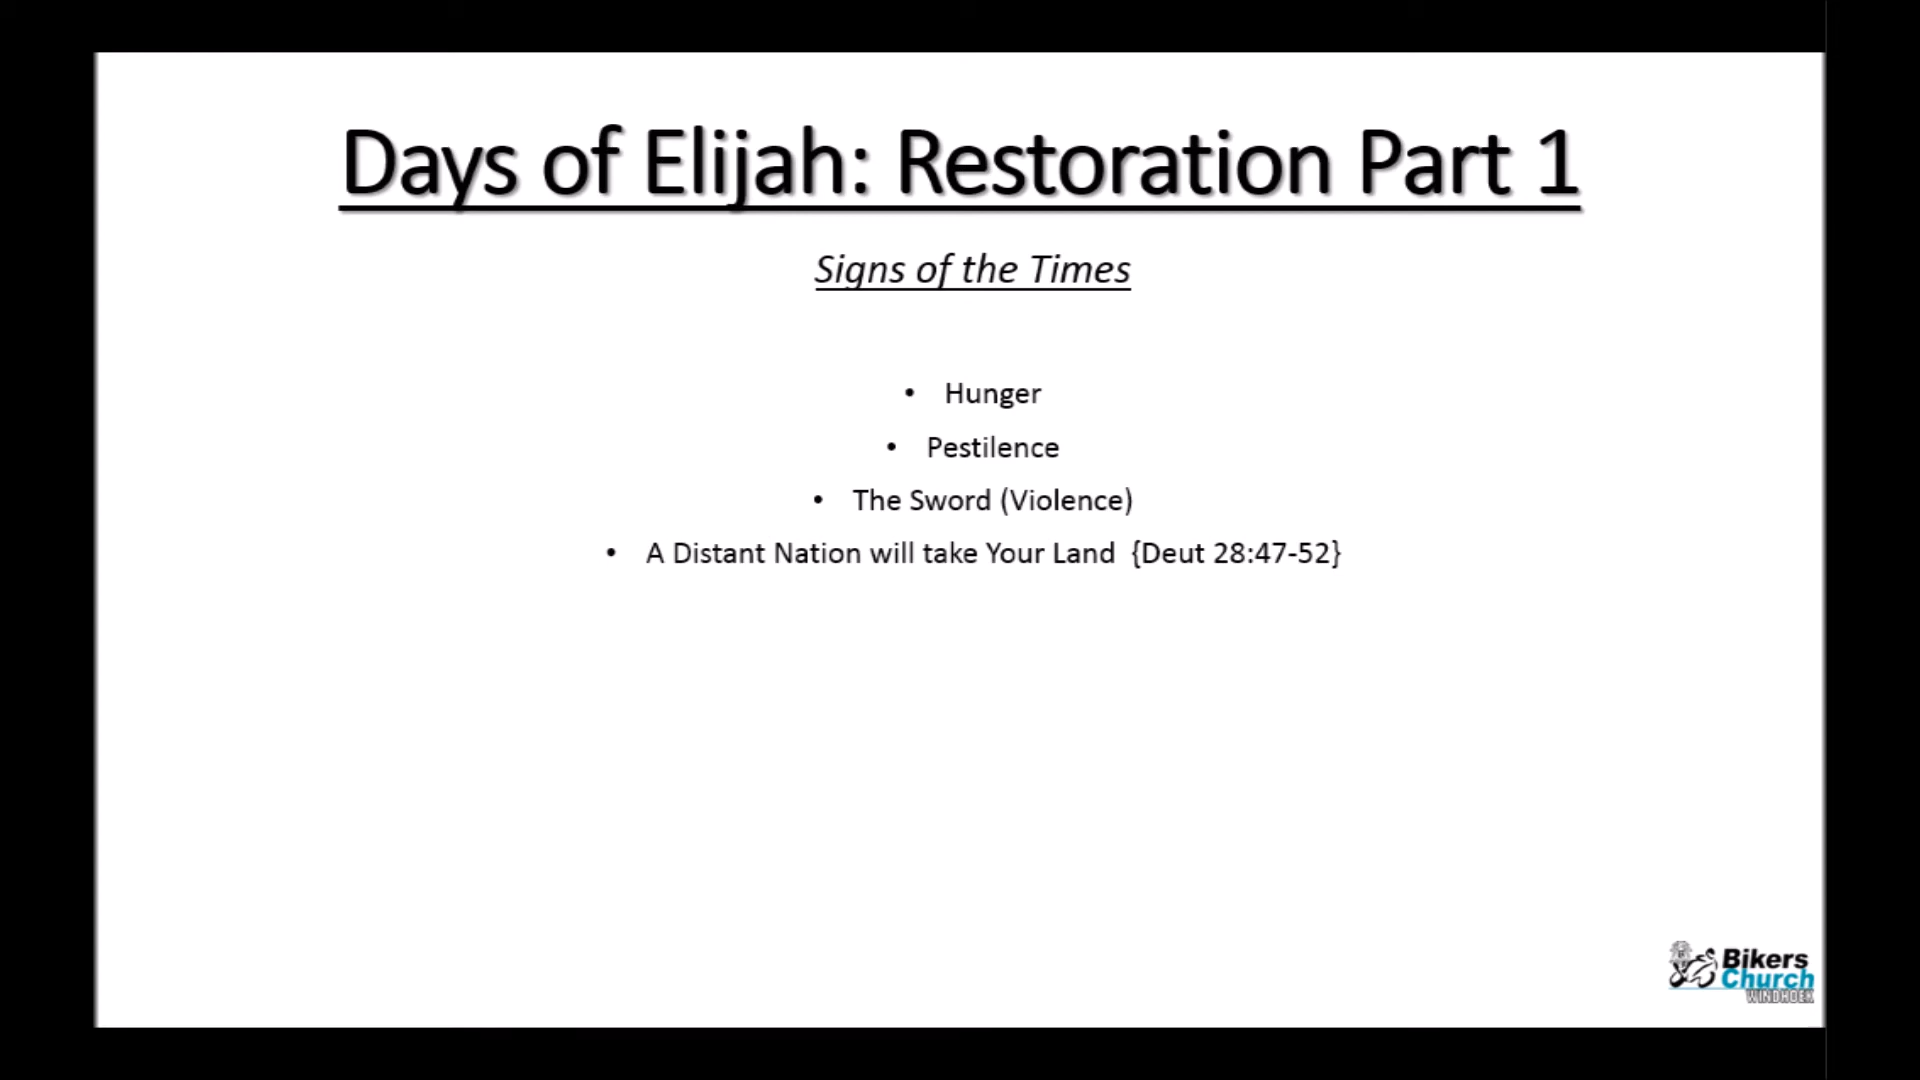 Days of Elijah: Restoration Part 1
Signs of the Times
• Hunger
• Pestilence
• The Sword (Violence)
• A Distant Nation will take Your Land {Deut 28:47-52}
Bikers
Church
WINDHOEK